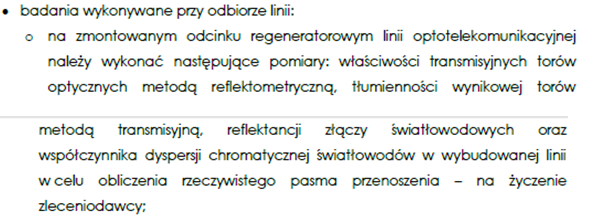 • badania wykonywane przy odbiorze linii:
o na zmontowanym odcinku regeneratorowym linii optotelekomunikacyjnej
należy wykonać następujące pomiary: właściwości transmisyjnych torów
optycznych metodą reflektometryczną, tłumienności wynikowej torów
metodą transmisyjną, reflektancji złączy światłowodowych oraz
współczynnika dyspersji chromatycznej światłowodów w wybudowanej linii
w celu obliczenia rzeczywistego pasma przenoszenia – na życzenie
zleceniodawcy;